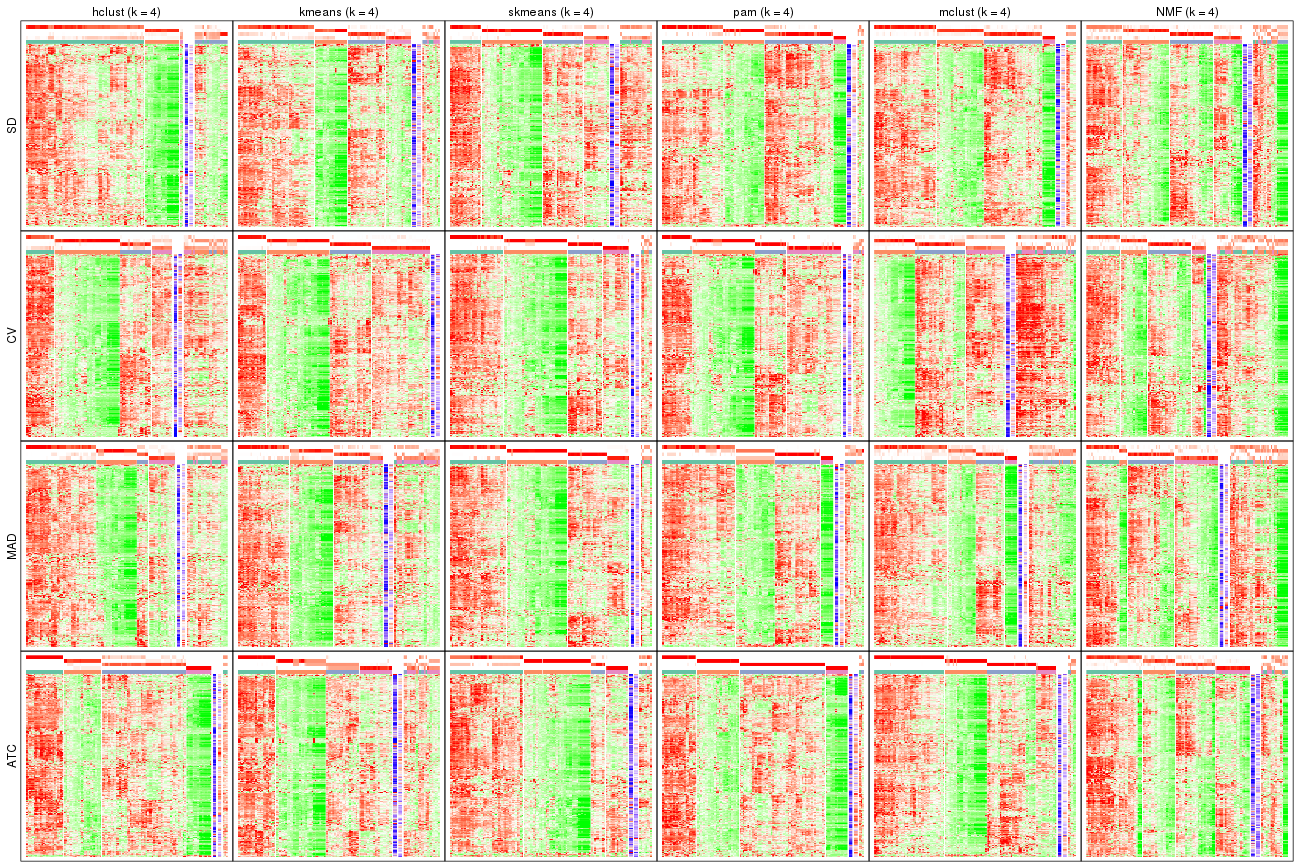 hclust (k = 4) kmeans (k = 4) skmeans (k = 4) pam (k = 4) mclust (k = 4) NMF (k = 4)
SD
CV
MAD
ATC